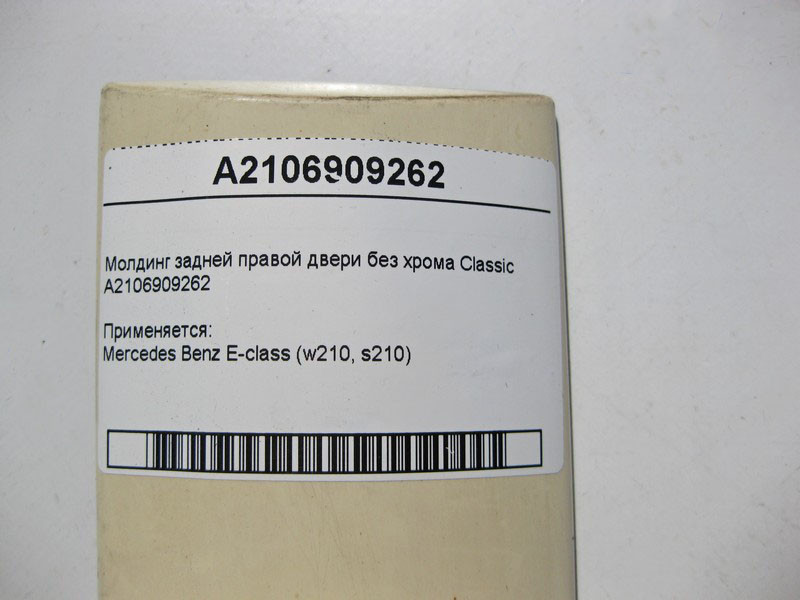 A2106909262
Молдинг задней правой двери без хрома Classic
A2106909262
Применяется:
Mercedes Benz E-class (w210, s210)